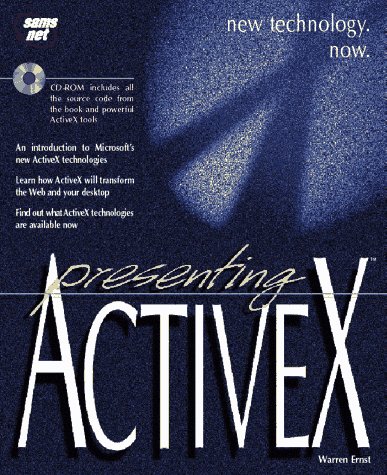 sams
net
new technology.
now.
CD-ROM includes all
the source code from
the book and powerful
ActiveX tools
An introduction to Microsoft's
new ActiveX technologies
Learn how ActiveX will transform
the Web and your desktop
Find out what ActiveX technologies
are available now
presenting
ACTIVEX™
Warren Ernst